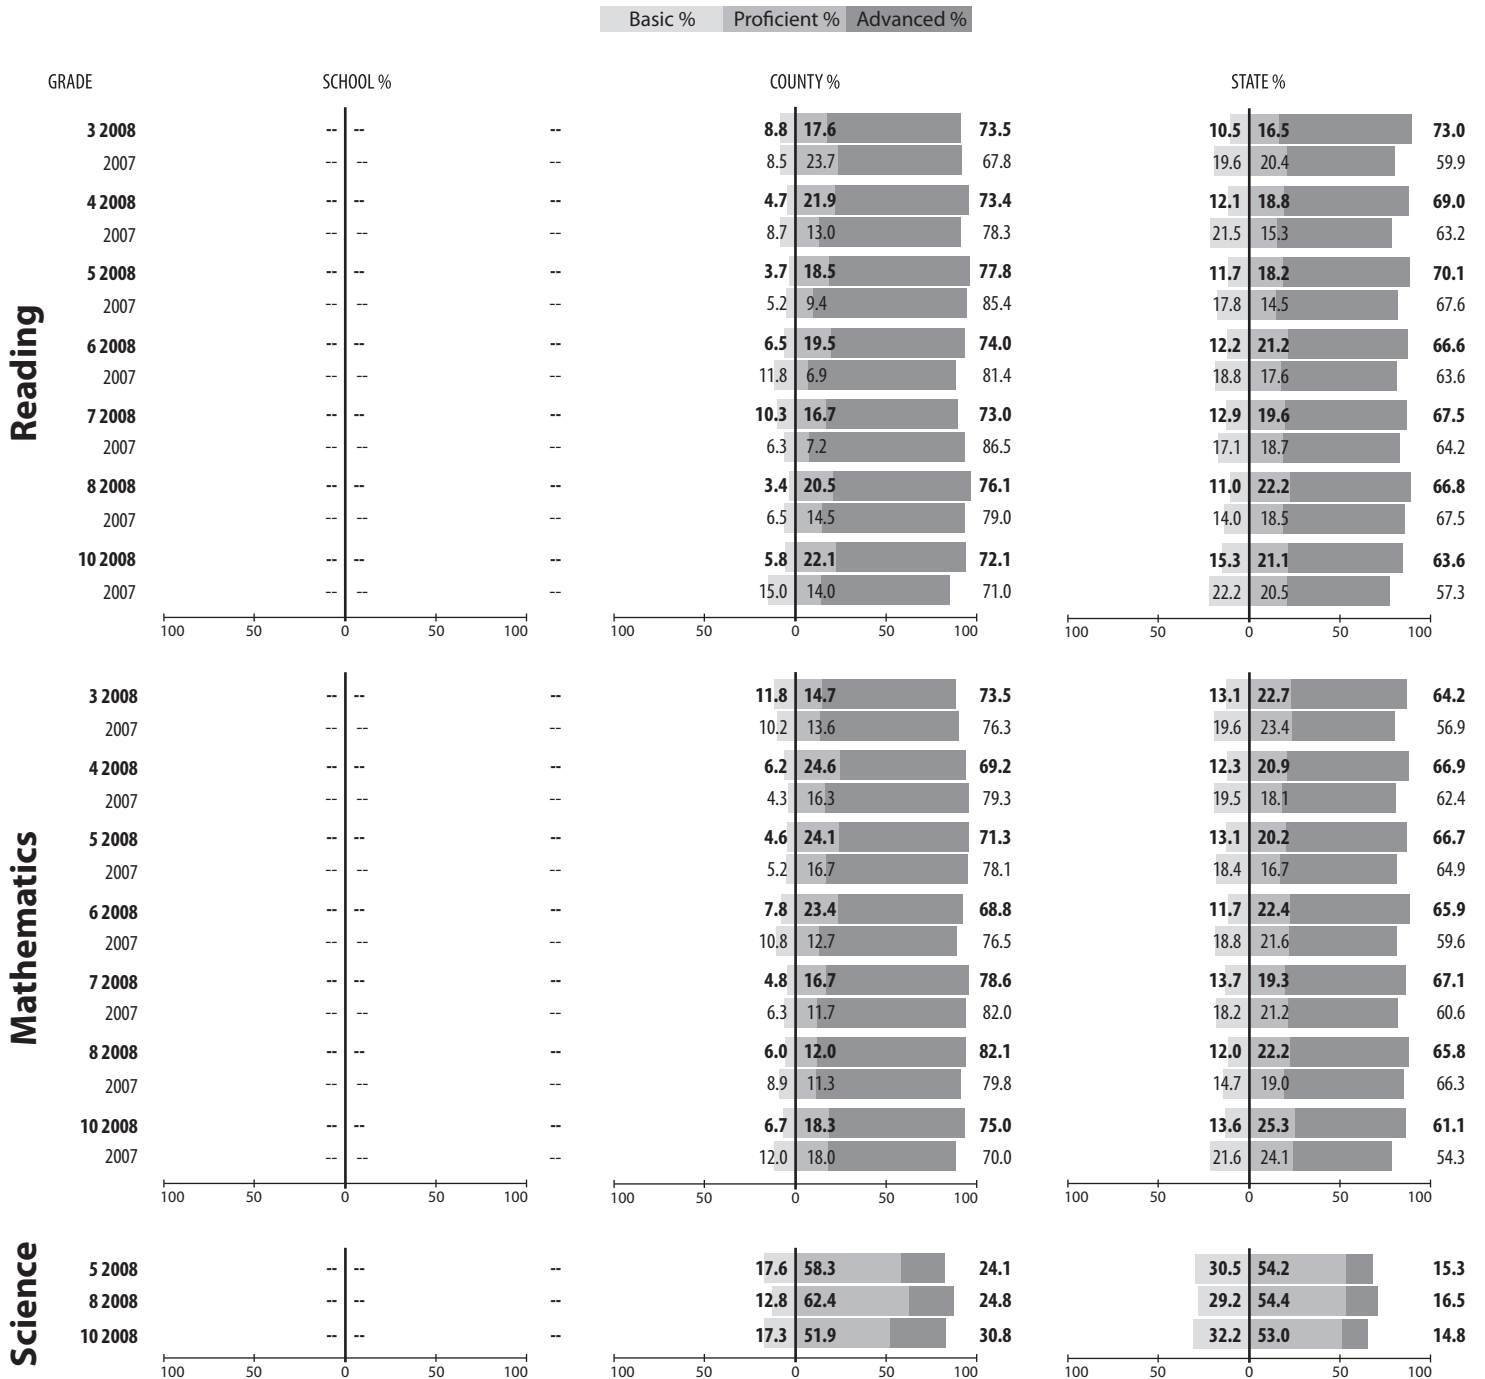 Basic % Proficient % Advanced %
GRADE SCHOOL % COUNTY % STATE %
Reading
3 2008 -- -- -- 8.8 17.6 73.5 10.5 16.5 73.0
2007 -- -- -- 8.5 23.7 67.8 19.6 20.4 59.9
4 2008 -- -- -- 4.7 21.9 73.4 12.1 18.8 69.0
2007 -- -- -- 8.7 13.0 78.3 21.5 15.3 63.2
5 2008 -- -- -- 3.7 18.5 77.8 11.7 18.2 70.1
2007 -- -- -- 5.2 9.4 85.4 17.8 14.5 67.6
6 2008 -- -- -- 6.5 19.5 74.0 12.2 21.2 66.6
2007 -- -- -- 11.8 6.9 81.4 18.8 17.6 63.6
7 2008 -- -- -- 10.3 16.7 73.0 12.9 19.6 67.5
2007 -- -- -- 6.3 7.2 86.5 17.1 18.7 64.2
8 2008 -- -- -- 3.4 20.5 76.1 11.0 22.2 66.8
2007 -- -- -- 6.5 14.5 79.0 14.0 18.5 67.5
10 2008 -- -- -- 5.8 22.1 72.1 15.3 21.1 63.6
2007 -- -- -- 15.0 14.0 71.0 22.2 20.5 57.3
100 50 0 50 100 100 50 0 50 100 100 50 0 50 100
Mathematics
3 2008 -- -- -- 11.8 14.7 73.5 13.1 22.7 64.2
2007 -- -- -- 10.2 13.6 76.3 19.6 23.4 56.9
4 2008 -- -- -- 6.2 24.6 69.2 12.3 20.9 66.9
2007 -- -- -- 4.3 16.3 79.3 19.5 18.1 62.4
5 2008 -- -- -- 4.6 24.1 71.3 13.1 20.2 66.7
2007 -- -- -- 5.2 16.7 78.1 18.4 16.7 64.9
6 2008 -- -- -- 7.8 23.4 68.8 11.7 22.4 65.9
2007 -- -- -- 10.8 12.7 76.5 18.8 21.6 59.6
7 2008 -- -- -- 4.8 16.7 78.6 13.7 19.3 67.1
2007 -- -- -- 6.3 11.7 82.0 18.2 21.2 60.6
8 2008 -- -- -- 6.0 12.0 82.1 12.0 22.2 65.8
2007 -- -- -- 8.9 11.3 79.8 14.7 19.0 66.3
10 2008 -- -- -- 6.7 18.3 75.0 13.6 25.3 61.1
2007 -- -- -- 12.0 18.0 70.0 21.6 24.1 54.3
100 50 0 50 100 100 50 0 50 100 100 50 0 50 100
Science
5 2008 -- -- -- 17.6 58.3 24.1 30.5 54.2 15.3
8 2008 -- -- -- 12.8 62.4 24.8 29.2 54.4 16.5
10 2008 -- -- -- 17.3 51.9 30.8 32.2 53.0 14.8
100 50 0 50 100 100 50 0 50 100 100 50 0 50 100